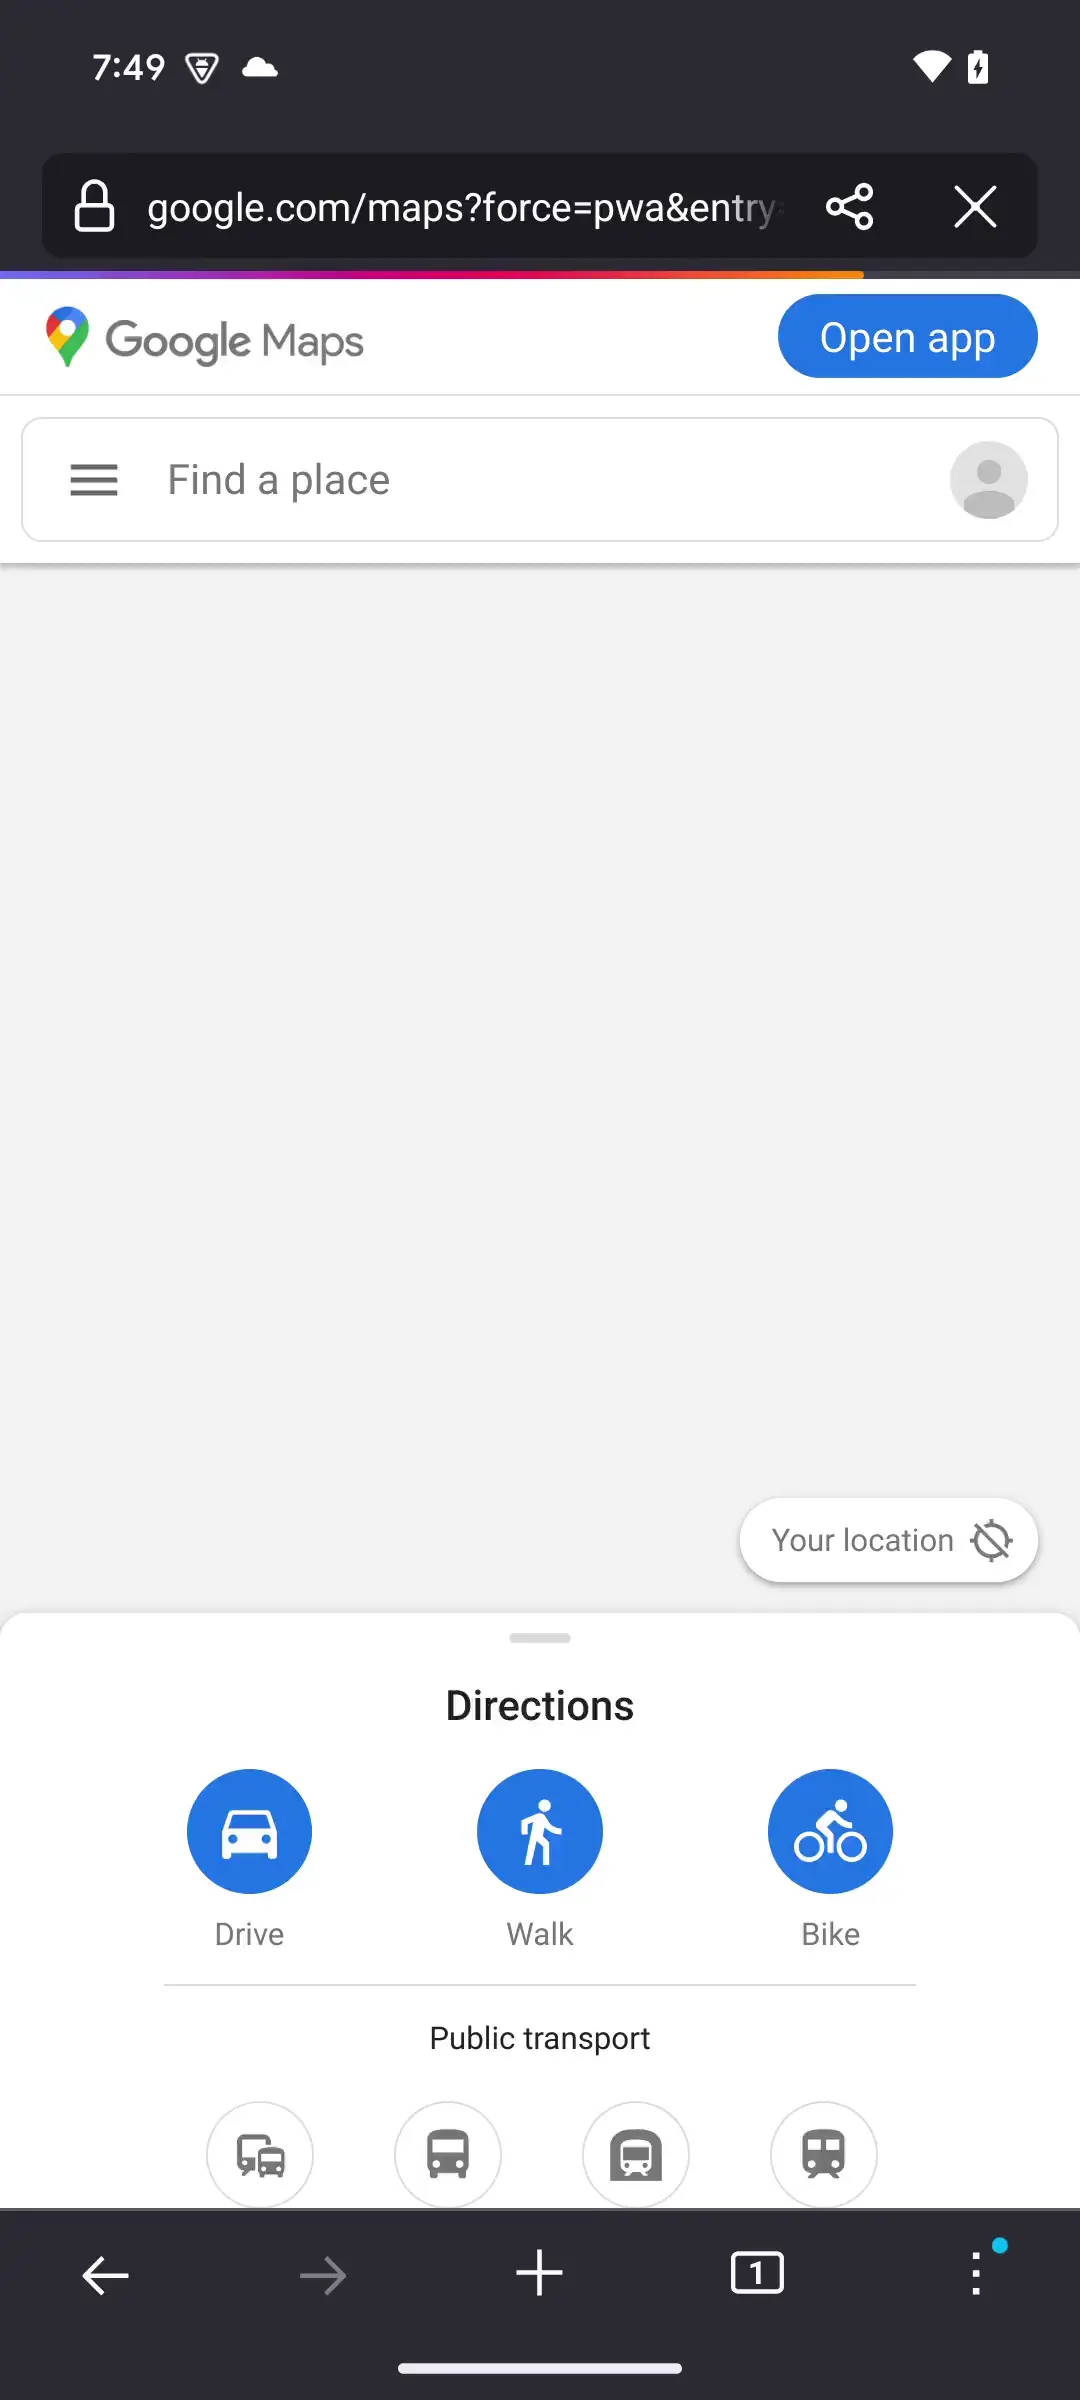 7:49
google.com/maps?force=pwa&entry
Google Maps
Open app
Find a place
Your location
Directions
Drive
Walk
Bike
Public transport
1